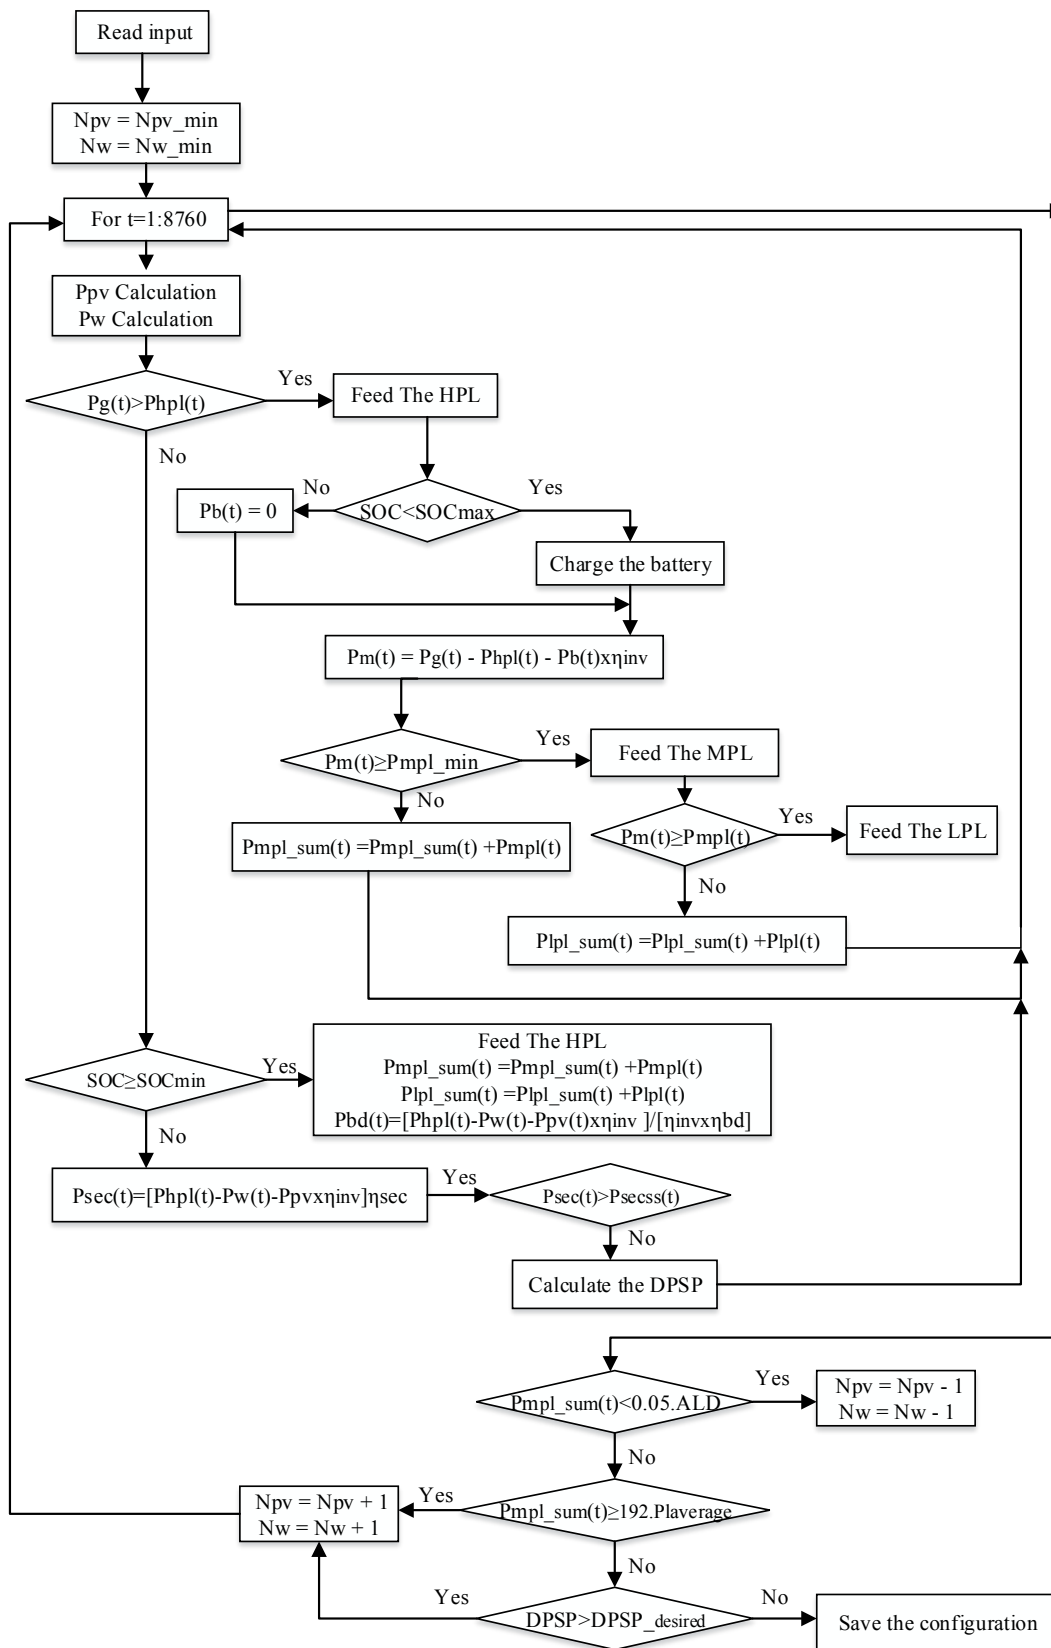 Read input
Npv = Npv_min
Nw = Nw_min
For t=1:8760
Ppv Calculation
Pw Calculation
Pg(t)>Phpl(t)
Yes
Feed The HPL
No
SOC<SOCmax
No
Yes
Pb(t) = 0
Charge the battery
Pm(t) = Pg(t) - Phpl(t) - Pb(t)xηinv
Pm(t)≥Pmpl_min
Yes
Feed The MPL
No
Pmpl_sum(t) =Pmpl_sum(t) +Pmpl(t)
Pm(t)≥Pmpl(t)
Yes
Feed The LPL
No
Plpl_sum(t) =Plpl_sum(t) +Plpl(t)
SOC≥SOCmin
Yes
Feed The HPL
Pmpl_sum(t) =Pmpl_sum(t) +Pmpl(t)
Plpl_sum(t) =Plpl_sum(t) +Plpl(t)
Pbd(t)=[Phpl(t)-Pw(t)-Ppv(t)xηinv ]/[ηinvxηbd]
No
Psec(t)=[Phpl(t)-Pw(t)-Ppvxηinv]ηsec
Yes
Psec(t)>Psecss(t)
No
Calculate the DPSP
Pmpl_sum(t)<0.05.ALD
Yes
Npv = Npv - 1
Nw = Nw - 1
No
Pmpl_sum(t)≥192.Plaverage
Yes
Npv = Npv + 1
Nw = Nw + 1
No
DPSP>DPSP_desired
Yes
No
Save the configuration